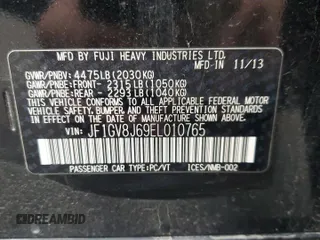 MFD BY FUJI HEAVY INDUSTRIES LTD. 11/13
GVWR/PNBV: 4475LB(2030KG)
GAWR/PNBE:FRONT- 2315LB(1050KG)
GAWR/PNBE:REAR - 2293LB(1040KG)
THIS VEHICLE CONFORMS TO ALL APPLICABLE
FEDERAL MOTOR VEHICLE SAFETY, BUMPER
AND THEFT PREVENTION STANDARDS
IN EFFECT ON THE DATE OF
MANUFACTURE SHOWN ABOVE.
VIN: JF1GV8J69EL010765
PASSENGER CAR TYPE:PC/VT ICES/NMB-002
DREAMBID